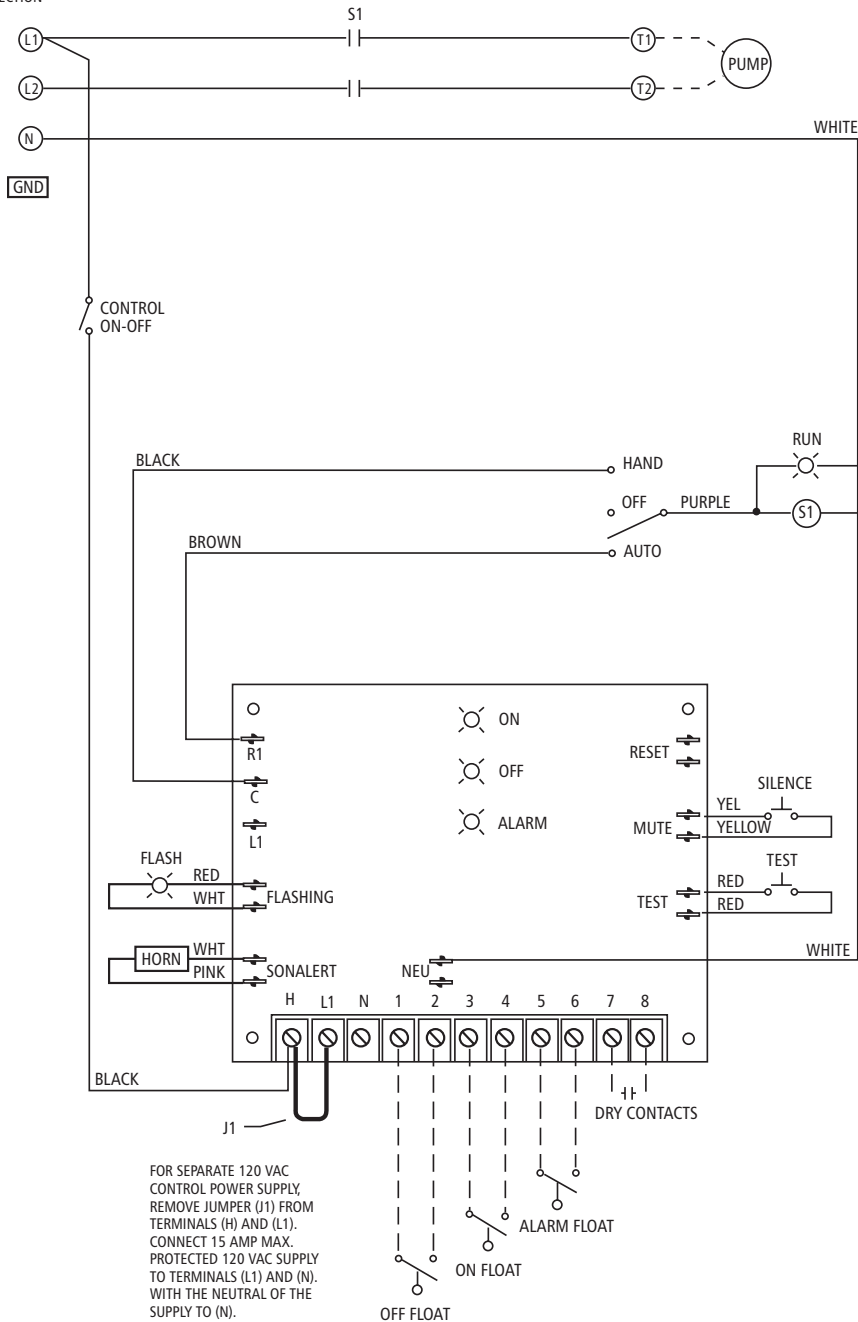 S1
L1
T1
PUMP
L2
T2
N
WHITE
GND
CONTROL
ON-OFF
RUN
BLACK
HAND
OFF
PURPLE
S1
BROWN
AUTO
ON
R1
RESET
OFF
C
SILENCE
YEL
ALARM
MUTE
YELLOW
L1
FLASH
TEST
RED
RED
WHT
FLASHING
TEST
RED
WHITE
HORN
WHT
PINK
SONALERT
NEU
H L1 N 1 2 3 4 5 6 7 8
BLACK
DRY CONTACTS
J1
FOR SEPARATE 120 VAC
CONTROL POWER SUPPLY,
REMOVE JUMPER (J1) FROM
TERMINALS (H) AND (L1).
CONNECT 15 AMP MAX.
PROTECTED 120 VAC SUPPLY
TO TERMINALS (L1) AND (N).
WITH THE NEUTRAL OF THE
SUPPLY TO (N).
ALARM FLOAT
ON FLOAT
OFF FLOAT